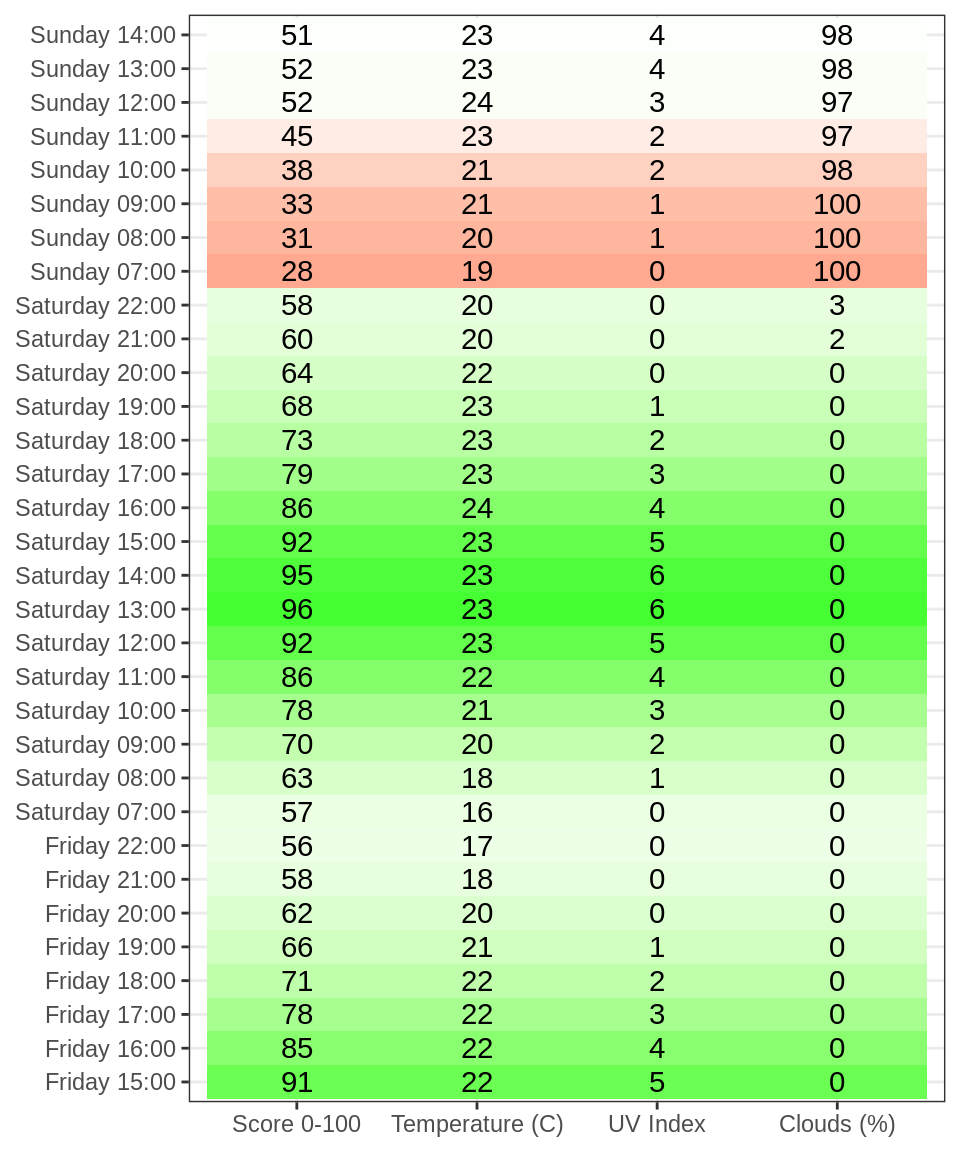 Sunday 14:00 51 23 4 98
Sunday 13:00 52 23 4 98
Sunday 12:00 52 24 3 97
Sunday 11:00 45 23 2 97
Sunday 10:00 38 21 2 98
Sunday 09:00 33 21 1 100
Sunday 08:00 31 20 1 100
Sunday 07:00 28 19 0 100
Saturday 22:00 58 20 0 3
Saturday 21:00 60 20 0 2
Saturday 20:00 64 22 0 0
Saturday 19:00 68 23 1 0
Saturday 18:00 73 23 2 0
Saturday 17:00 79 23 3 0
Saturday 16:00 86 24 4 0
Saturday 15:00 92 23 5 0
Saturday 14:00 95 23 6 0
Saturday 13:00 96 23 6 0
Saturday 12:00 92 23 5 0
Saturday 11:00 86 22 4 0
Saturday 10:00 78 21 3 0
Saturday 09:00 70 20 2 0
Saturday 08:00 63 18 1 0
Saturday 07:00 57 16 0 0
Friday 22:00 56 17 0 0
Friday 21:00 58 18 0 0
Friday 20:00 62 20 0 0
Friday 19:00 66 21 1 0
Friday 18:00 71 22 2 0
Friday 17:00 78 22 3 0
Friday 16:00 85 22 4 0
Friday 15:00 91 22 5 0
Score 0-100 Temperature (C) UV Index Clouds (%)